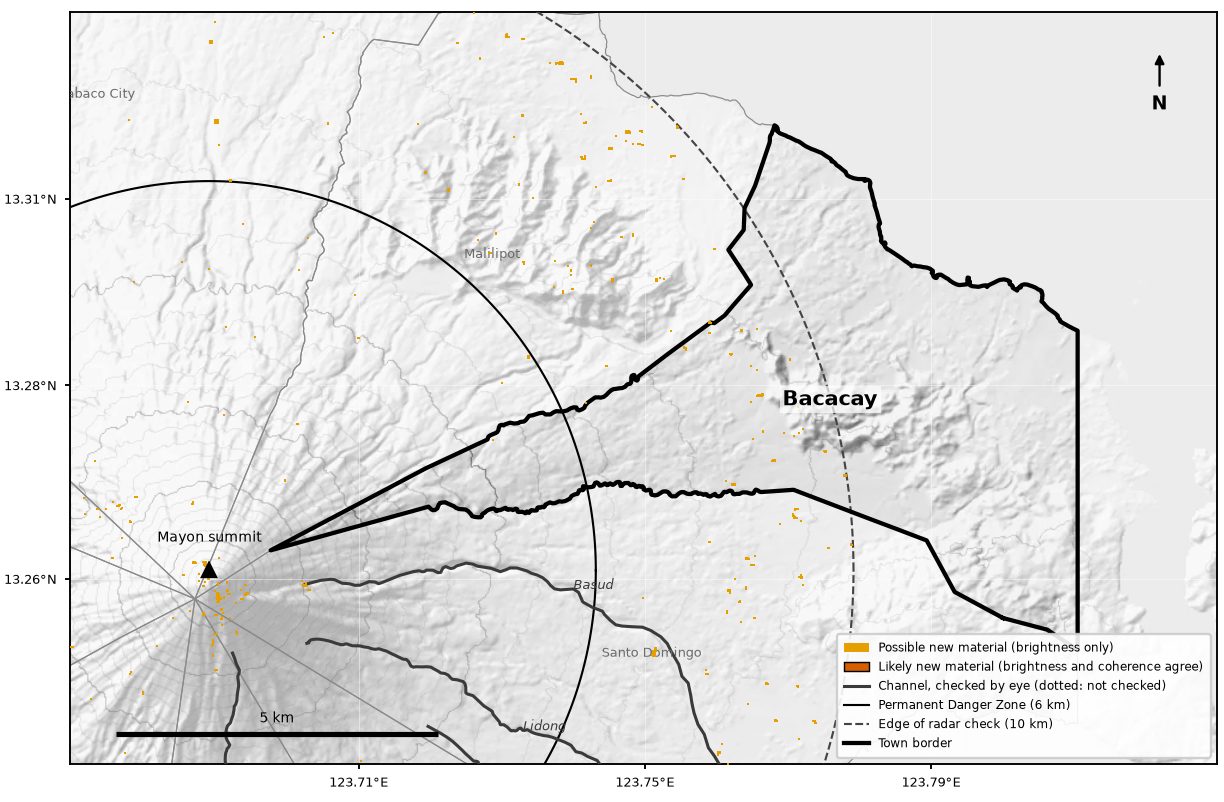 N
abaco City
13.31°N
Malilipot
13.28°N
Bacacay
Mayon summit
13.26°N
Basud
Santo Domingo
Possible new material (brightness only)
Likely new material (brightness and coherence agree)
Channel, checked by eye (dotted: not checked)
Permanent Danger Zone (6 km)
Edge of radar check (10 km)
Town border
5 km
Lidong
123.71°E
123.75°E
123.79°E